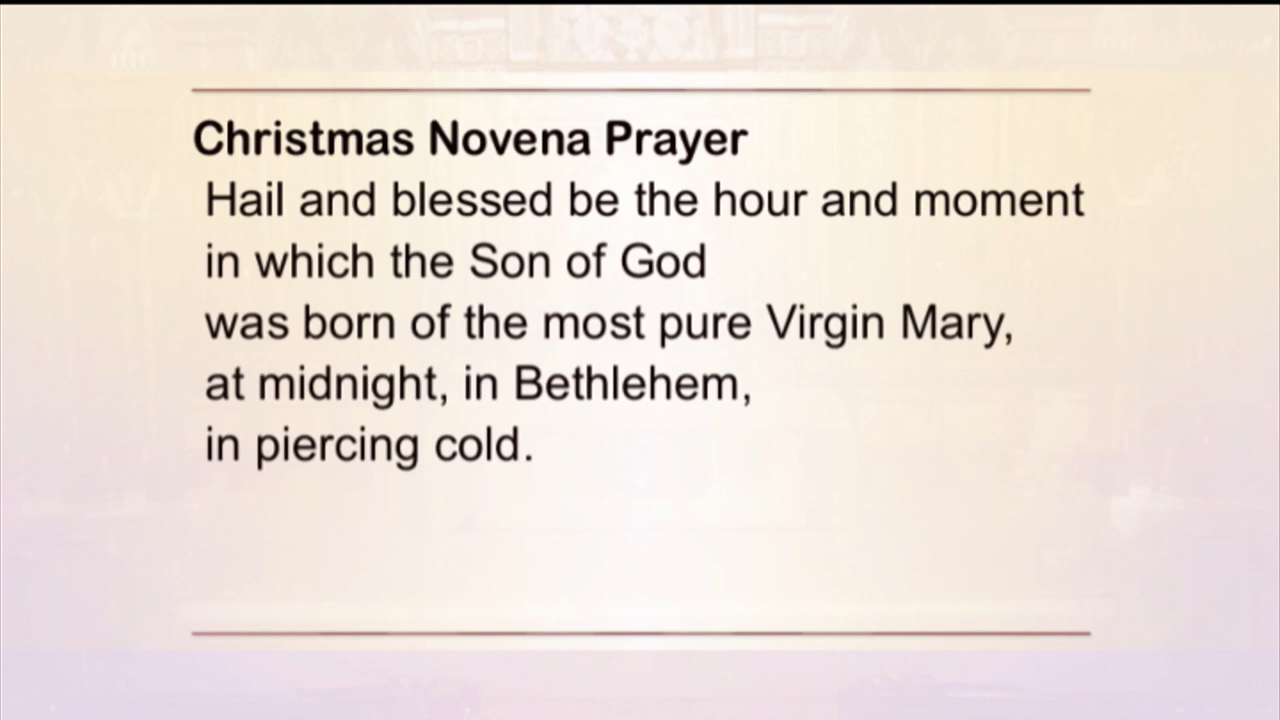 Christmas Novena Prayer
Hail and blessed be the hour and moment
in which the Son of God
was born of the most pure Virgin Mary,
at midnight, in Bethlehem,
in piercing cold.